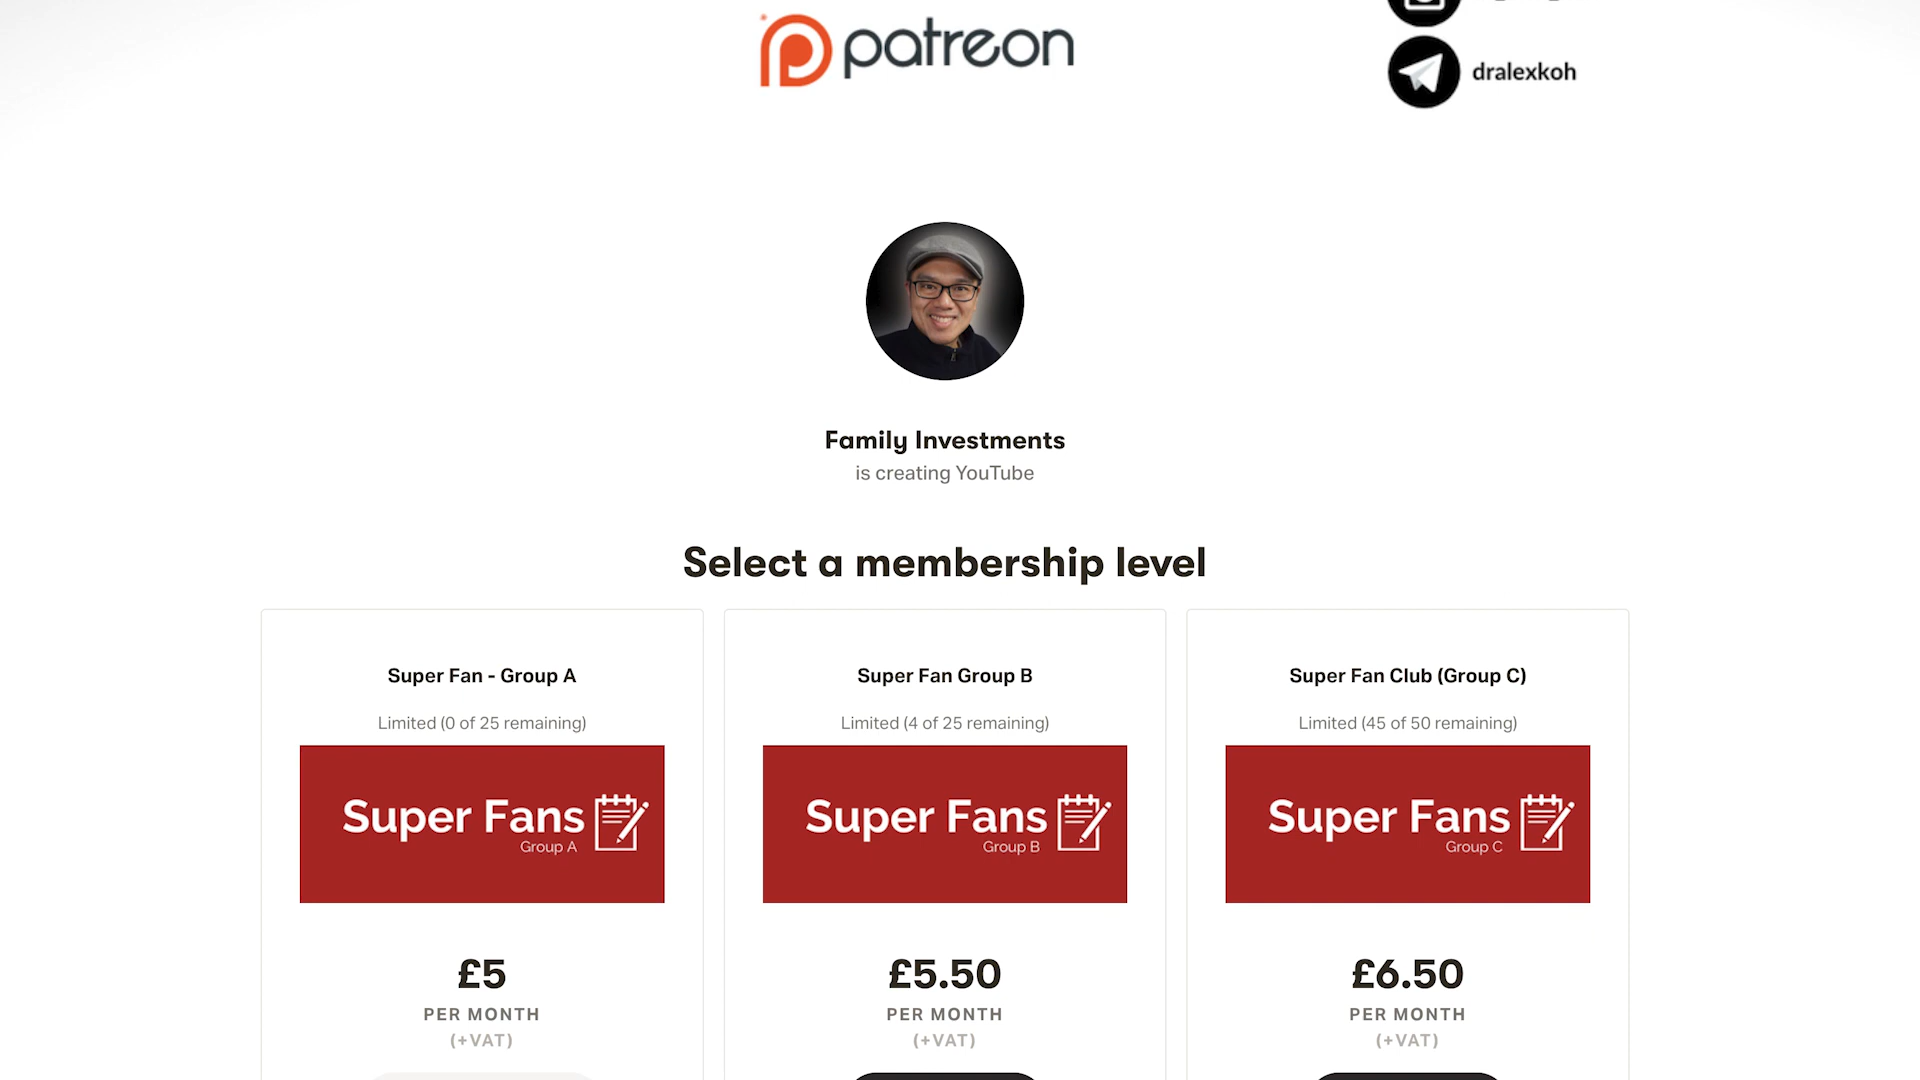 patreon
dralexkoh
Family Investments
is creating YouTube
Select a membership level
Super Fan - Group A
Limited (0 of 25 remaining)
Super Fans
Group A
£5
PER MONTH
(+VAT)
Super Fan Group B
Limited (4 of 25 remaining)
Super Fans
Group B
£5.50
PER MONTH
(+VAT)
Super Fan Club (Group C)
Limited (45 of 50 remaining)
Super Fans
Group C
£6.50
PER MONTH
(+VAT)